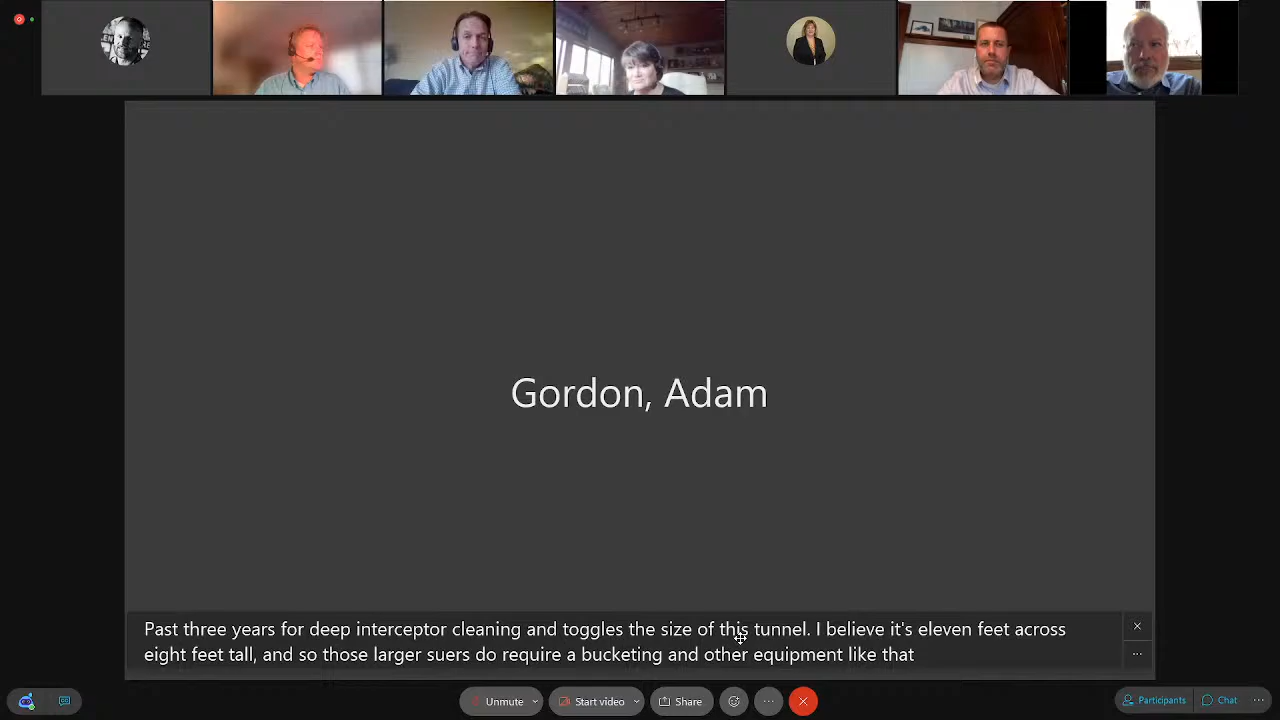 Gordon, Adam
Past three years for deep interceptor cleaning and toggles the size of this tunnel. I believe it's eleven feet across
eight feet tall, and so those larger suers do require a bucketing and other equipment like that
Unmute
Start video
Share
Participants
Chat